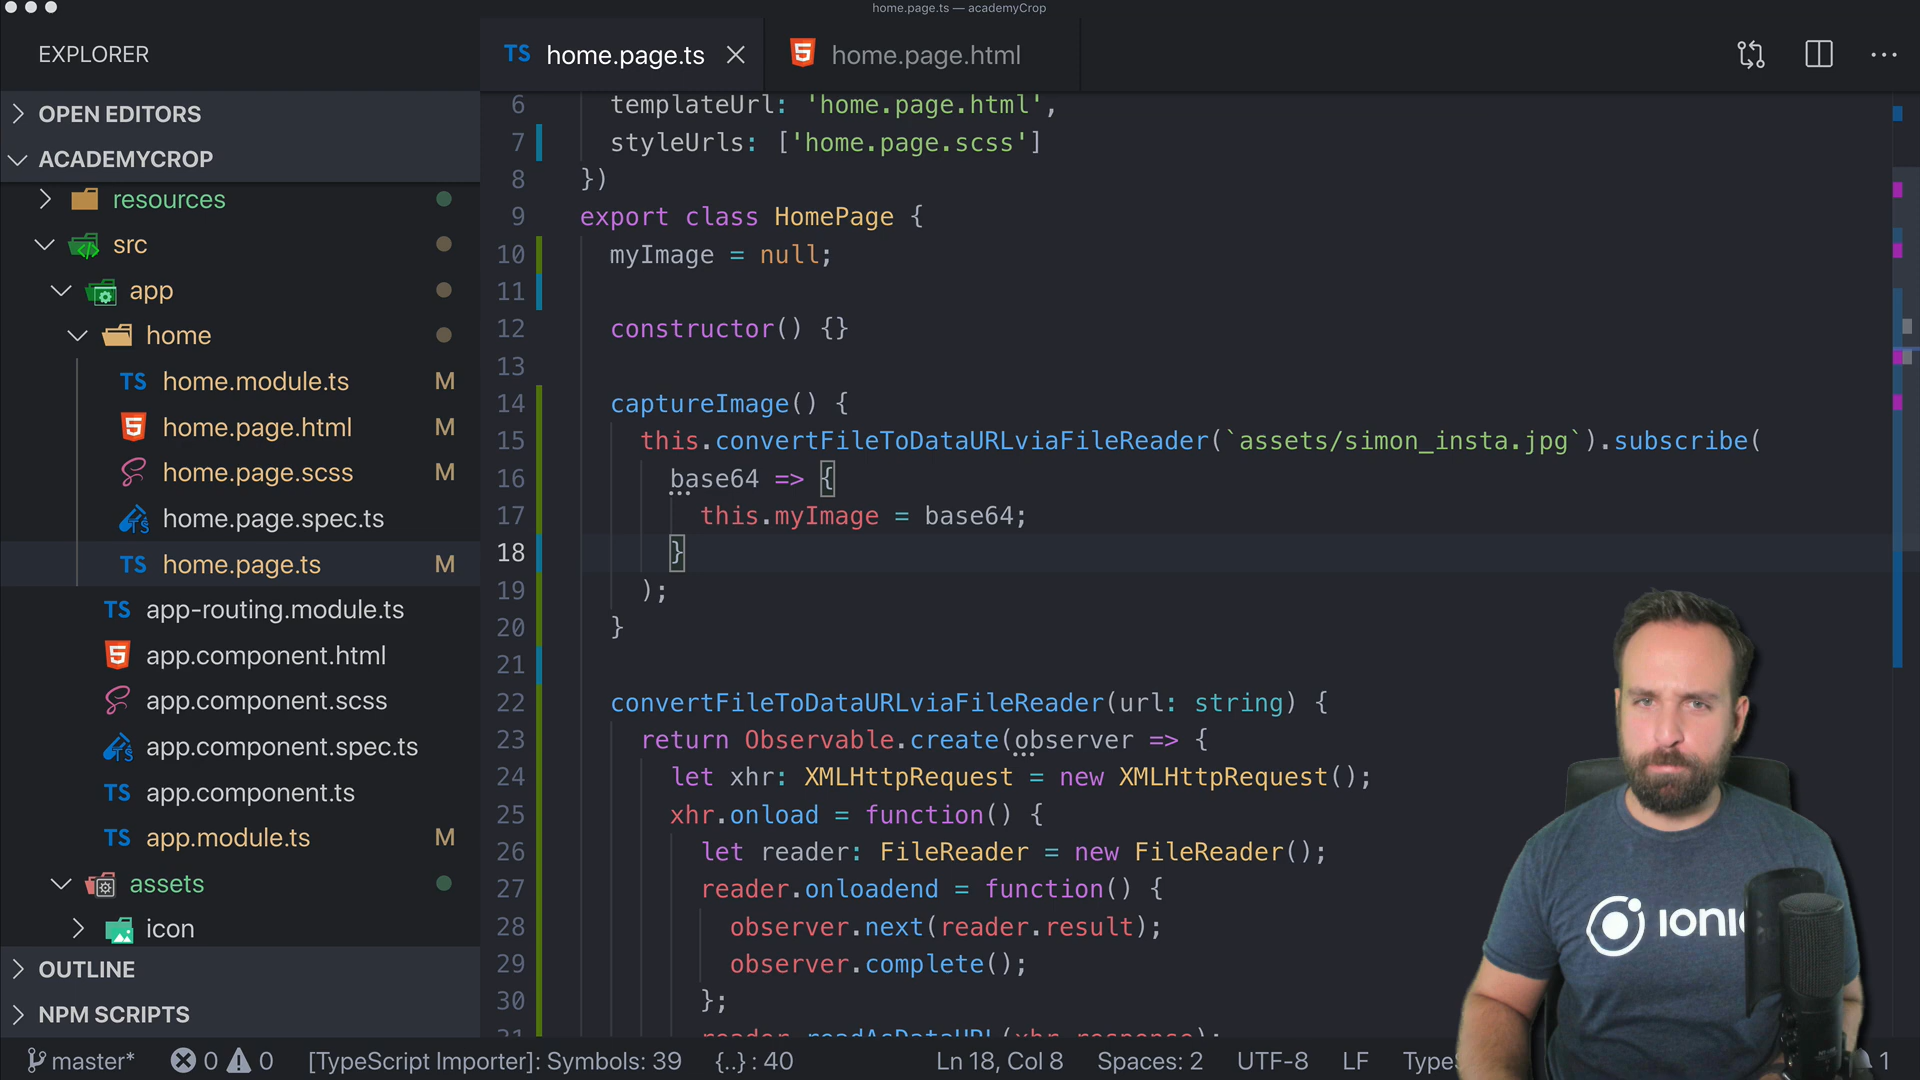 home.page.ts — academyCrop
EXPLORER
OPEN EDITORS
ACADEMYCROP
resources
src
app
home
TS home.module.ts M
home.page.html M
home.page.scss M
home.page.spec.ts
TS home.page.ts M
TS app-routing.module.ts
app.component.html
app.component.scss
app.component.spec.ts
TS app.component.ts
TS app.module.ts M
assets
icon
OUTLINE
NPM SCRIPTS
TS home.page.ts
home.page.html
6 templateUrl: 'home.page.html',
7 styleUrls: ['home.page.scss']
8 })
9 export class HomePage {
10 myImage = null;
11
12 constructor() {}
13
14 captureImage() {
15 this.convertFileToDataURLviaFileReader(`assets/simon_insta.jpg`).subscribe(
16 base64 => {
17 this.myImage = base64;
18 }
19 );
20 }
21
22 convertFileToDataURLviaFileReader(url: string) {
23 return Observable.create(observer => {
24 let xhr: XMLHttpRequest = new XMLHttpRequest();
25 xhr.onload = function() {
26 let reader: FileReader = new FileReader();
27 reader.onloadend = function() {
28 observer.next(reader.result);
29 observer.complete();
30 };
31 reader.readAsDataURL(xhr.response);
IONIC
master* 0 0 [TypeScript Importer]: Symbols: 39 {..} : 40 Ln 18, Col 8 Spaces: 2 UTF-8 LF Type 1